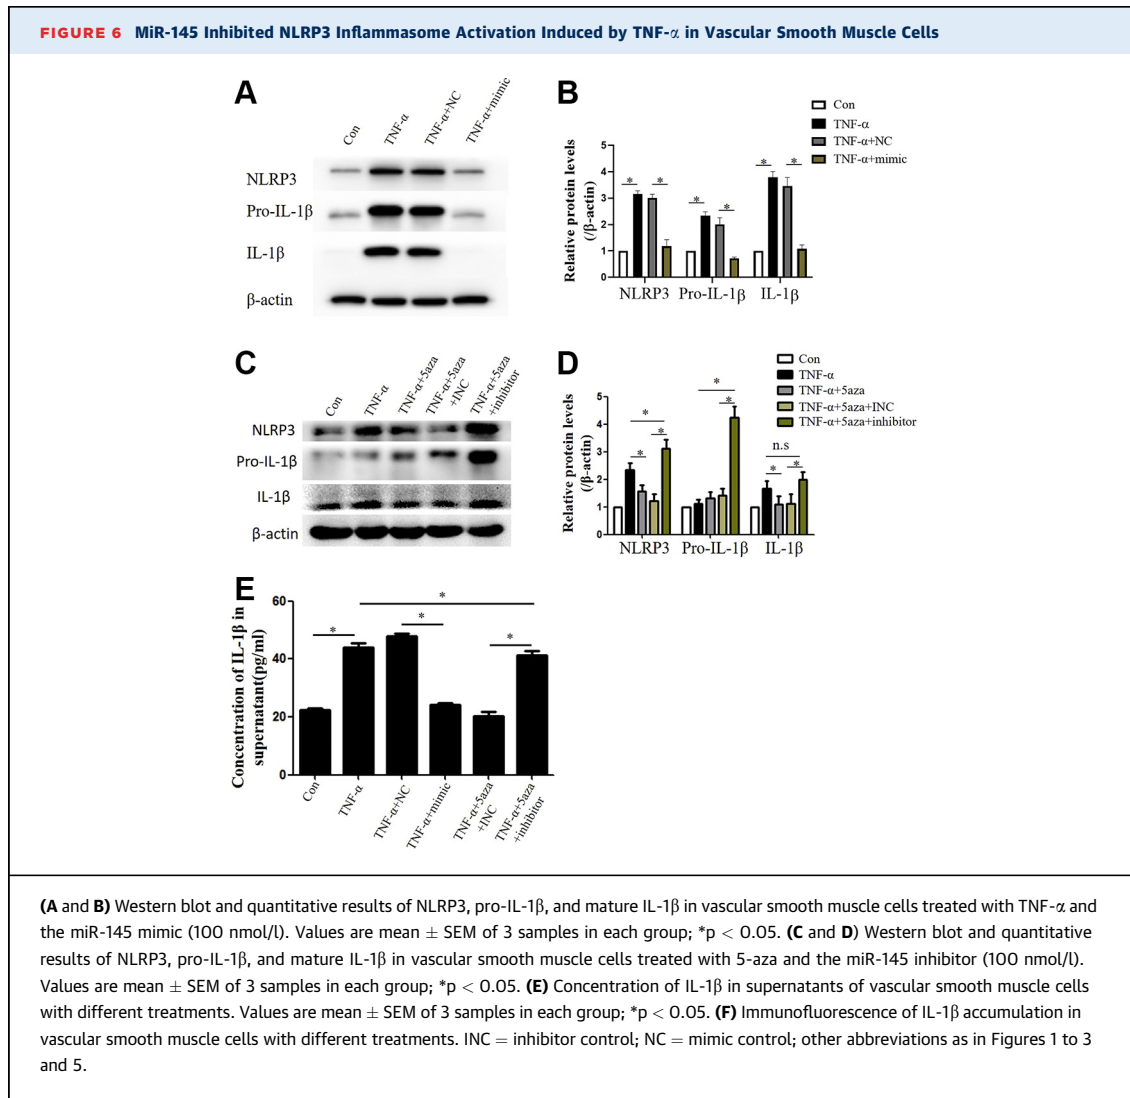 FIGURE 6 MiR-145 Inhibited NLRP3 Inflammasome Activation Induced by TNF-α in Vascular Smooth Muscle Cells
A
Con
TNF-α
TNF-α+NC
TNF-α+mimic
NLRP3
Pro-IL-1β
IL-1β
β-actin
B
Con
TNF-α
TNF-α+NC
TNF-α+mimic
Relative protein levels
(/β-actin)
5
4
3
2
1
0
* * * * * *
NLRP3 Pro-IL-1β IL-1β
C
Con
TNF-α
TNF-α+5aza
TNF-α+5aza
+INC
TNF-α+5aza
+inhibitor
NLRP3
Pro-IL-1β
IL-1β
β-actin
D
Con
TNF-α
TNF-α+5aza
TNF-α+5aza+INC
TNF-α+5aza+inhibitor
Relative protein levels
(/β-actin)
5
4
3
2
1
0
* * * * * n.s * *
NLRP3 Pro-IL-1β IL-1β
E
Concentration of IL-1β in
supernatant(pg/ml)
60
40
20
0
* * * *
Con
TNF-α
TNF-α+NC
TNF-α+mimic
TNF-α+5aza
+INC
TNF-α+5aza
+inhibitor
(A and B) Western blot and quantitative results of NLRP3, pro-IL-1β, and mature IL-1β in vascular smooth muscle cells treated with TNF-α and
the miR-145 mimic (100 nmol/l). Values are mean ± SEM of 3 samples in each group; *p < 0.05. (C and D) Western blot and quantitative
results of NLRP3, pro-IL-1β, and mature IL-1β in vascular smooth muscle cells treated with 5-aza and the miR-145 inhibitor (100 nmol/l).
Values are mean ± SEM of 3 samples in each group; *p < 0.05. (E) Concentration of IL-1β in supernatants of vascular smooth muscle cells
with different treatments. Values are mean ± SEM of 3 samples in each group; *p < 0.05. (F) Immunofluorescence of IL-1β accumulation in
vascular smooth muscle cells with different treatments. INC = inhibitor control; NC = mimic control; other abbreviations as in Figures 1 to 3
and 5.